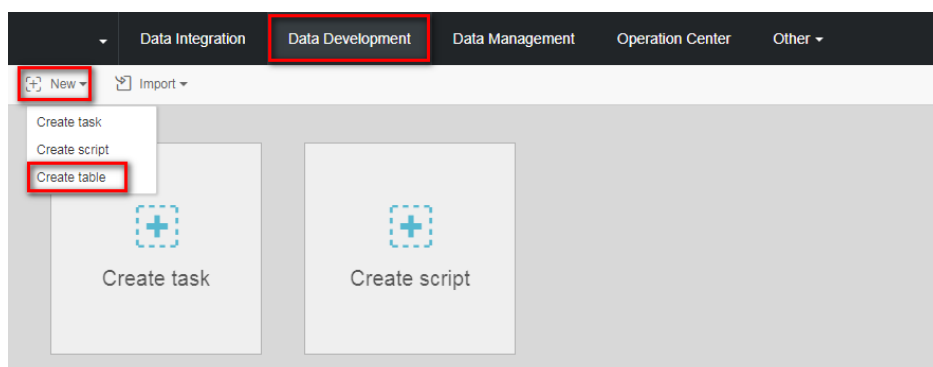 Data Integration Data Development Data Management Operation Center Other
New Import
Create task
Create script
Create table
Create task Create script